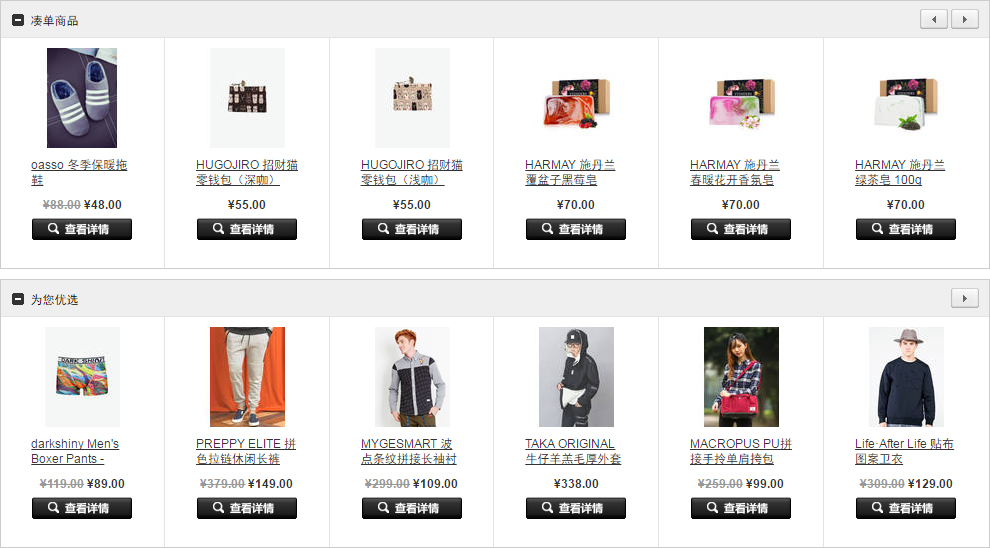 凑单商品
oasso 冬季保暖拖
鞋
HUGOJIRO 招财猫
零钱包（深咖）
HUGOJIRO 招财猫
零钱包（浅咖）
HARMAY 施丹兰
覆盆子黑莓皂
HARMAY 施丹兰
春暖花开香氛皂
HARMAY 施丹兰
绿茶皂 100g
¥88.00 ¥48.00
¥55.00
¥55.00
¥70.00
¥70.00
¥70.00
查看详情
查看详情
查看详情
查看详情
查看详情
查看详情
为您优选
DARK SHINY
darkshiny Men's
Boxer Pants -
PREPPY ELITE 拼
色拉链休闲长裤
MYGESMART 波
点条纹拼接长袖衬
TAKA ORIGINAL
牛仔羊羔毛厚外套
MACROPUS PU拼
接手拎单肩挎包
Life·After Life 贴布
图案卫衣
¥119.00 ¥89.00
¥379.00 ¥149.00
¥299.00 ¥109.00
¥338.00
¥259.00 ¥99.00
¥309.00 ¥129.00
查看详情
查看详情
查看详情
查看详情
查看详情
查看详情